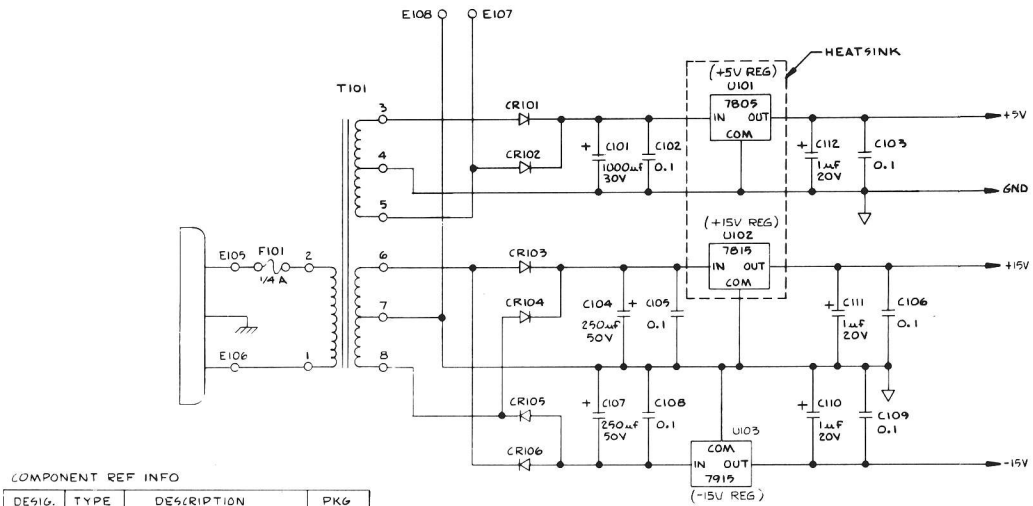 E108 E107
HEATSINK
(+5V REG)
U101
T101
3
CR101
7805
IN OUT
COM
+5V
4
CR102
+ C101
1000uf
30V
C102
0.1
+ C112
1uf
20V
C103
0.1
5
GND
(+15V REG)
U102
E105 F101 2
1/4 A
6
CR103
7815
IN OUT
COM
+15V
7
CR104
C104 +
250uf
50V
C105
0.1
+ C111
1uf
20V
C106
0.1
E106 1
8
CR105
+ C107
250uf
50V
C108
0.1
U103
+ C110
1uf
20V
C109
0.1
CR106
COM
IN OUT
7915
(-15V REG)
-15V
COMPONENT REF INFO
DESIG. TYPE DESCRIPTION PKG